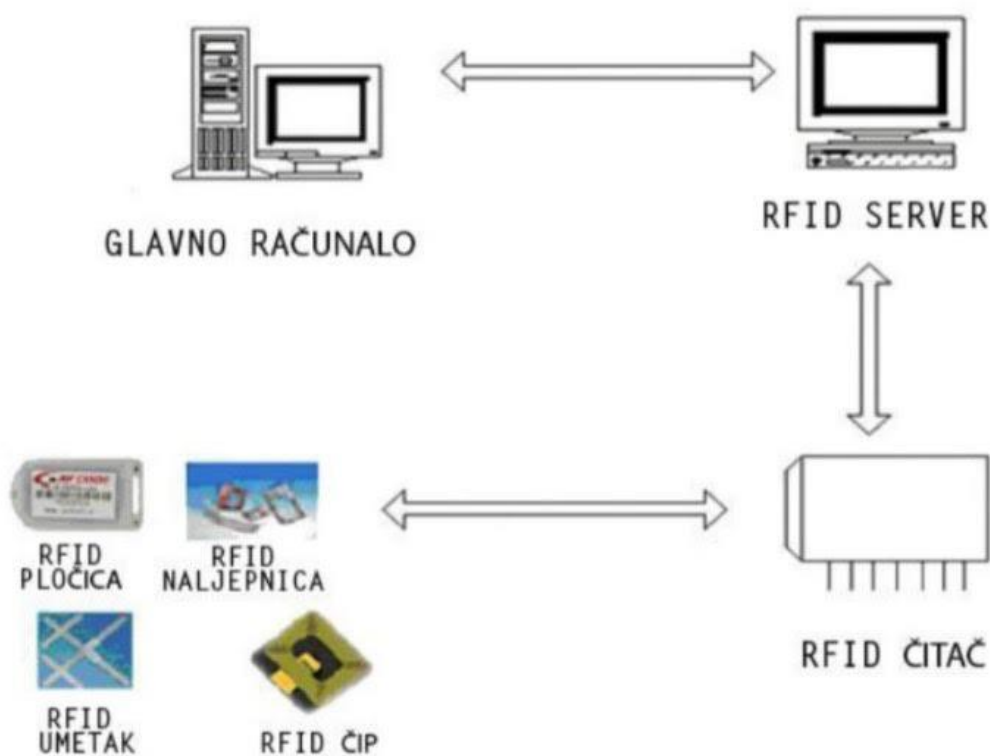 GLAVNO RAČUNALO
RFID SERVER
RFID
PLOČICA
RFID
NALJEPNICA
RFID ČITAČ
RFID
UMETAK
RFID ČIP